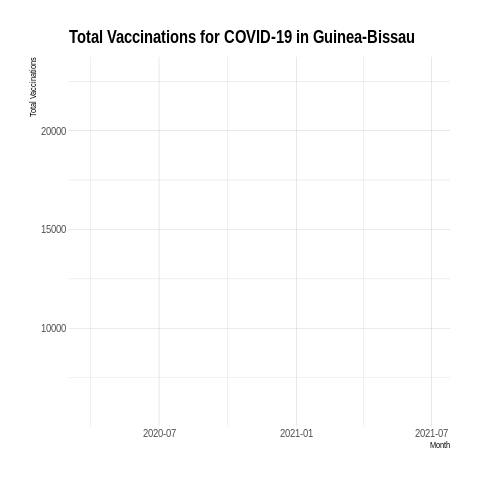 Total Vaccinations for COVID-19 in Guinea-Bissau
Total Vaccinations
20000
15000
10000
2020-07
2021-01
2021-07
Month